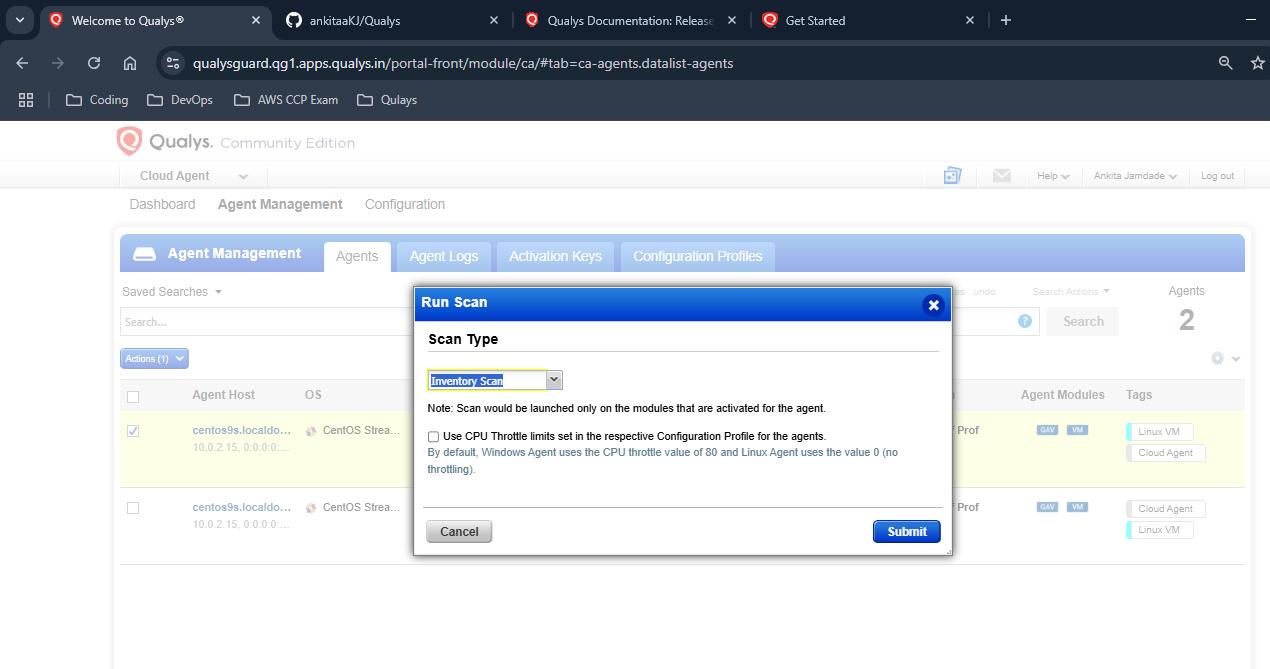 Welcome to Qualys®
ankitaaKJ/Qualys
Qualys Documentation: Release
Get Started
qualysguard.qg1.apps.qualys.in/portal-front/module/ca/#tab=ca-agents.datalist-agents
Coding
DevOps
AWS CCP Exam
Qulays
Qualys. Community Edition
Cloud Agent
Help
Ankita Jamdade
Log out
Dashboard
Agent Management
Configuration
Agent Management
Agents
Agent Logs
Activation Keys
Configuration Profiles
Saved Searches
undo
Search Actions
Agents
Search...
?
Search
2
Actions (1)
Agent Host
OS
Agent Modules
Tags
centos9s.localdo...
10.0.2.15, 0:0:0:0:...
CentOS Strea...
Prof
GAV
VM
Linux VM
Cloud Agent
centos9s.localdo...
10.0.2.15, 0:0:0:0:...
CentOS Strea...
Prof
GAV
VM
Cloud Agent
Linux VM
Run Scan
Scan Type
Inventory Scan
Note: Scan would be launched only on the modules that are activated for the agent.
Use CPU Throttle limits set in the respective Configuration Profile for the agents.
By default, Windows Agent uses the CPU throttle value of 80 and Linux Agent uses the value 0 (no
throttling).
Cancel
Submit